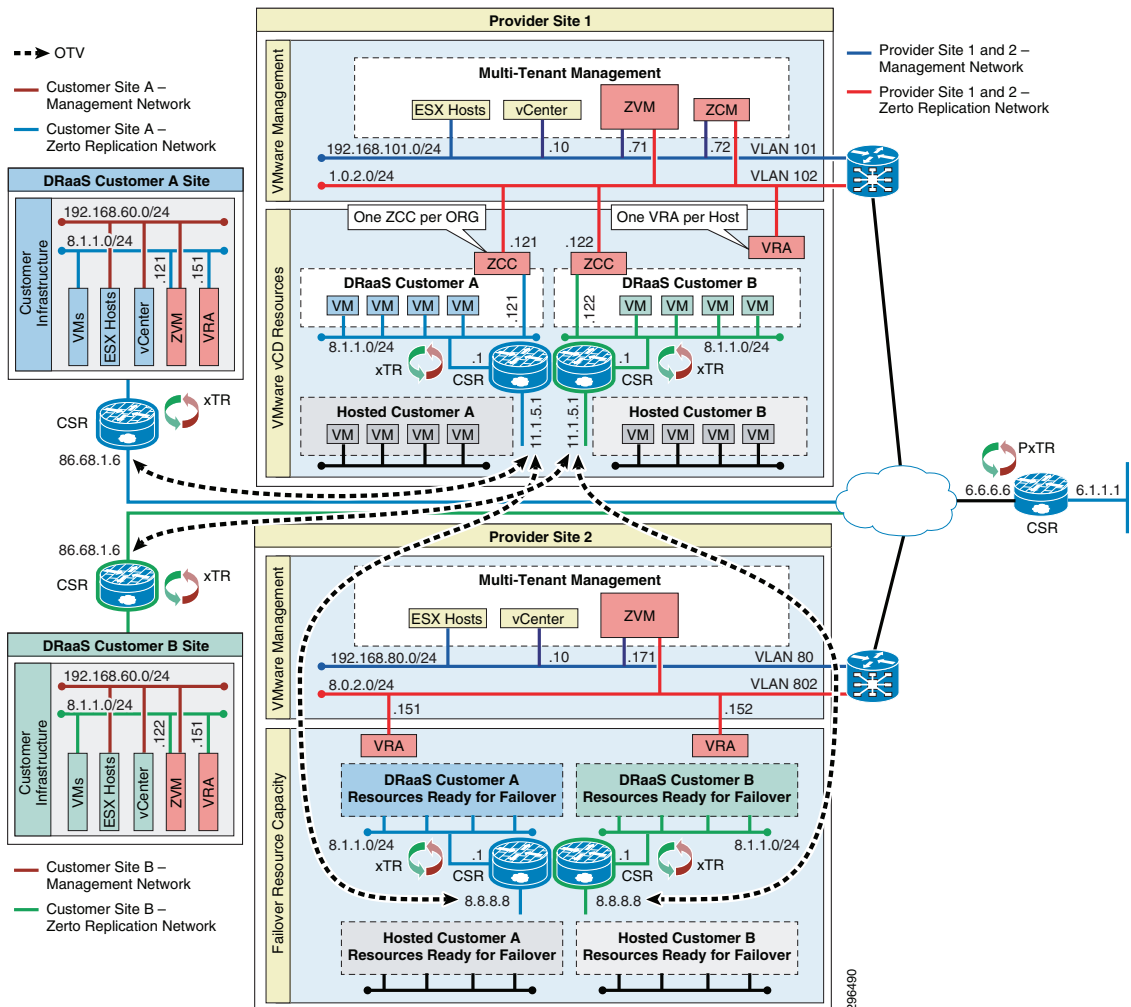 OTV
Customer Site A –
Management Network
Customer Site A –
Zerto Replication Network
Provider Site 1 and 2 –
Management Network
Provider Site 1 and 2 –
Zerto Replication Network
Provider Site 1
VMware Management
Multi-Tenant Management
ESX Hosts
vCenter
ZVM
ZCM
192.168.101.0/24
.10
.71
.72
VLAN 101
1.0.2.0/24
VLAN 102
VMware vCD Resources
One ZCC per ORG
One VRA per Host
.121
.122
ZCC
ZCC
VRA
DRaaS Customer A
VM
VM
VM
VM
.121
8.1.1.0/24
xTR
.1
CSR
11.1.5.1
.122
DRaaS Customer B
VM
VM
VM
VM
8.1.1.0/24
.1
xTR
CSR
11.1.5.1
Hosted Customer A
VM
VM
VM
VM
Hosted Customer B
VM
VM
VM
VM
DRaaS Customer A Site
Customer
Infrastructure
192.168.60.0/24
8.1.1.0/24
.121
.151
VMs
ESX Hosts
vCenter
ZVM
VRA
CSR
xTR
86.68.1.6
PxTR
6.6.6.6
6.1.1.1
CSR
86.68.1.6
CSR
xTR
DRaaS Customer B Site
Customer
Infrastructure
192.168.60.0/24
8.1.1.0/24
.122
.151
VMs
ESX Hosts
vCenter
ZVM
VRA
Customer Site B –
Management Network
Customer Site B –
Zerto Replication Network
Provider Site 2
VMware Management
Multi-Tenant Management
ESX Hosts
vCenter
ZVM
192.168.80.0/24
.10
.171
VLAN 80
8.0.2.0/24
VLAN 802
.151
.152
Failover Resource Capacity
VRA
VRA
DRaaS Customer A
Resources Ready for Failover
DRaaS Customer B
Resources Ready for Failover
8.1.1.0/24
xTR
.1
CSR
8.8.8.8
.1
xTR
CSR
8.1.1.0/24
8.8.8.8
Hosted Customer A
Resources Ready for Failover
Hosted Customer B
Resources Ready for Failover
296490